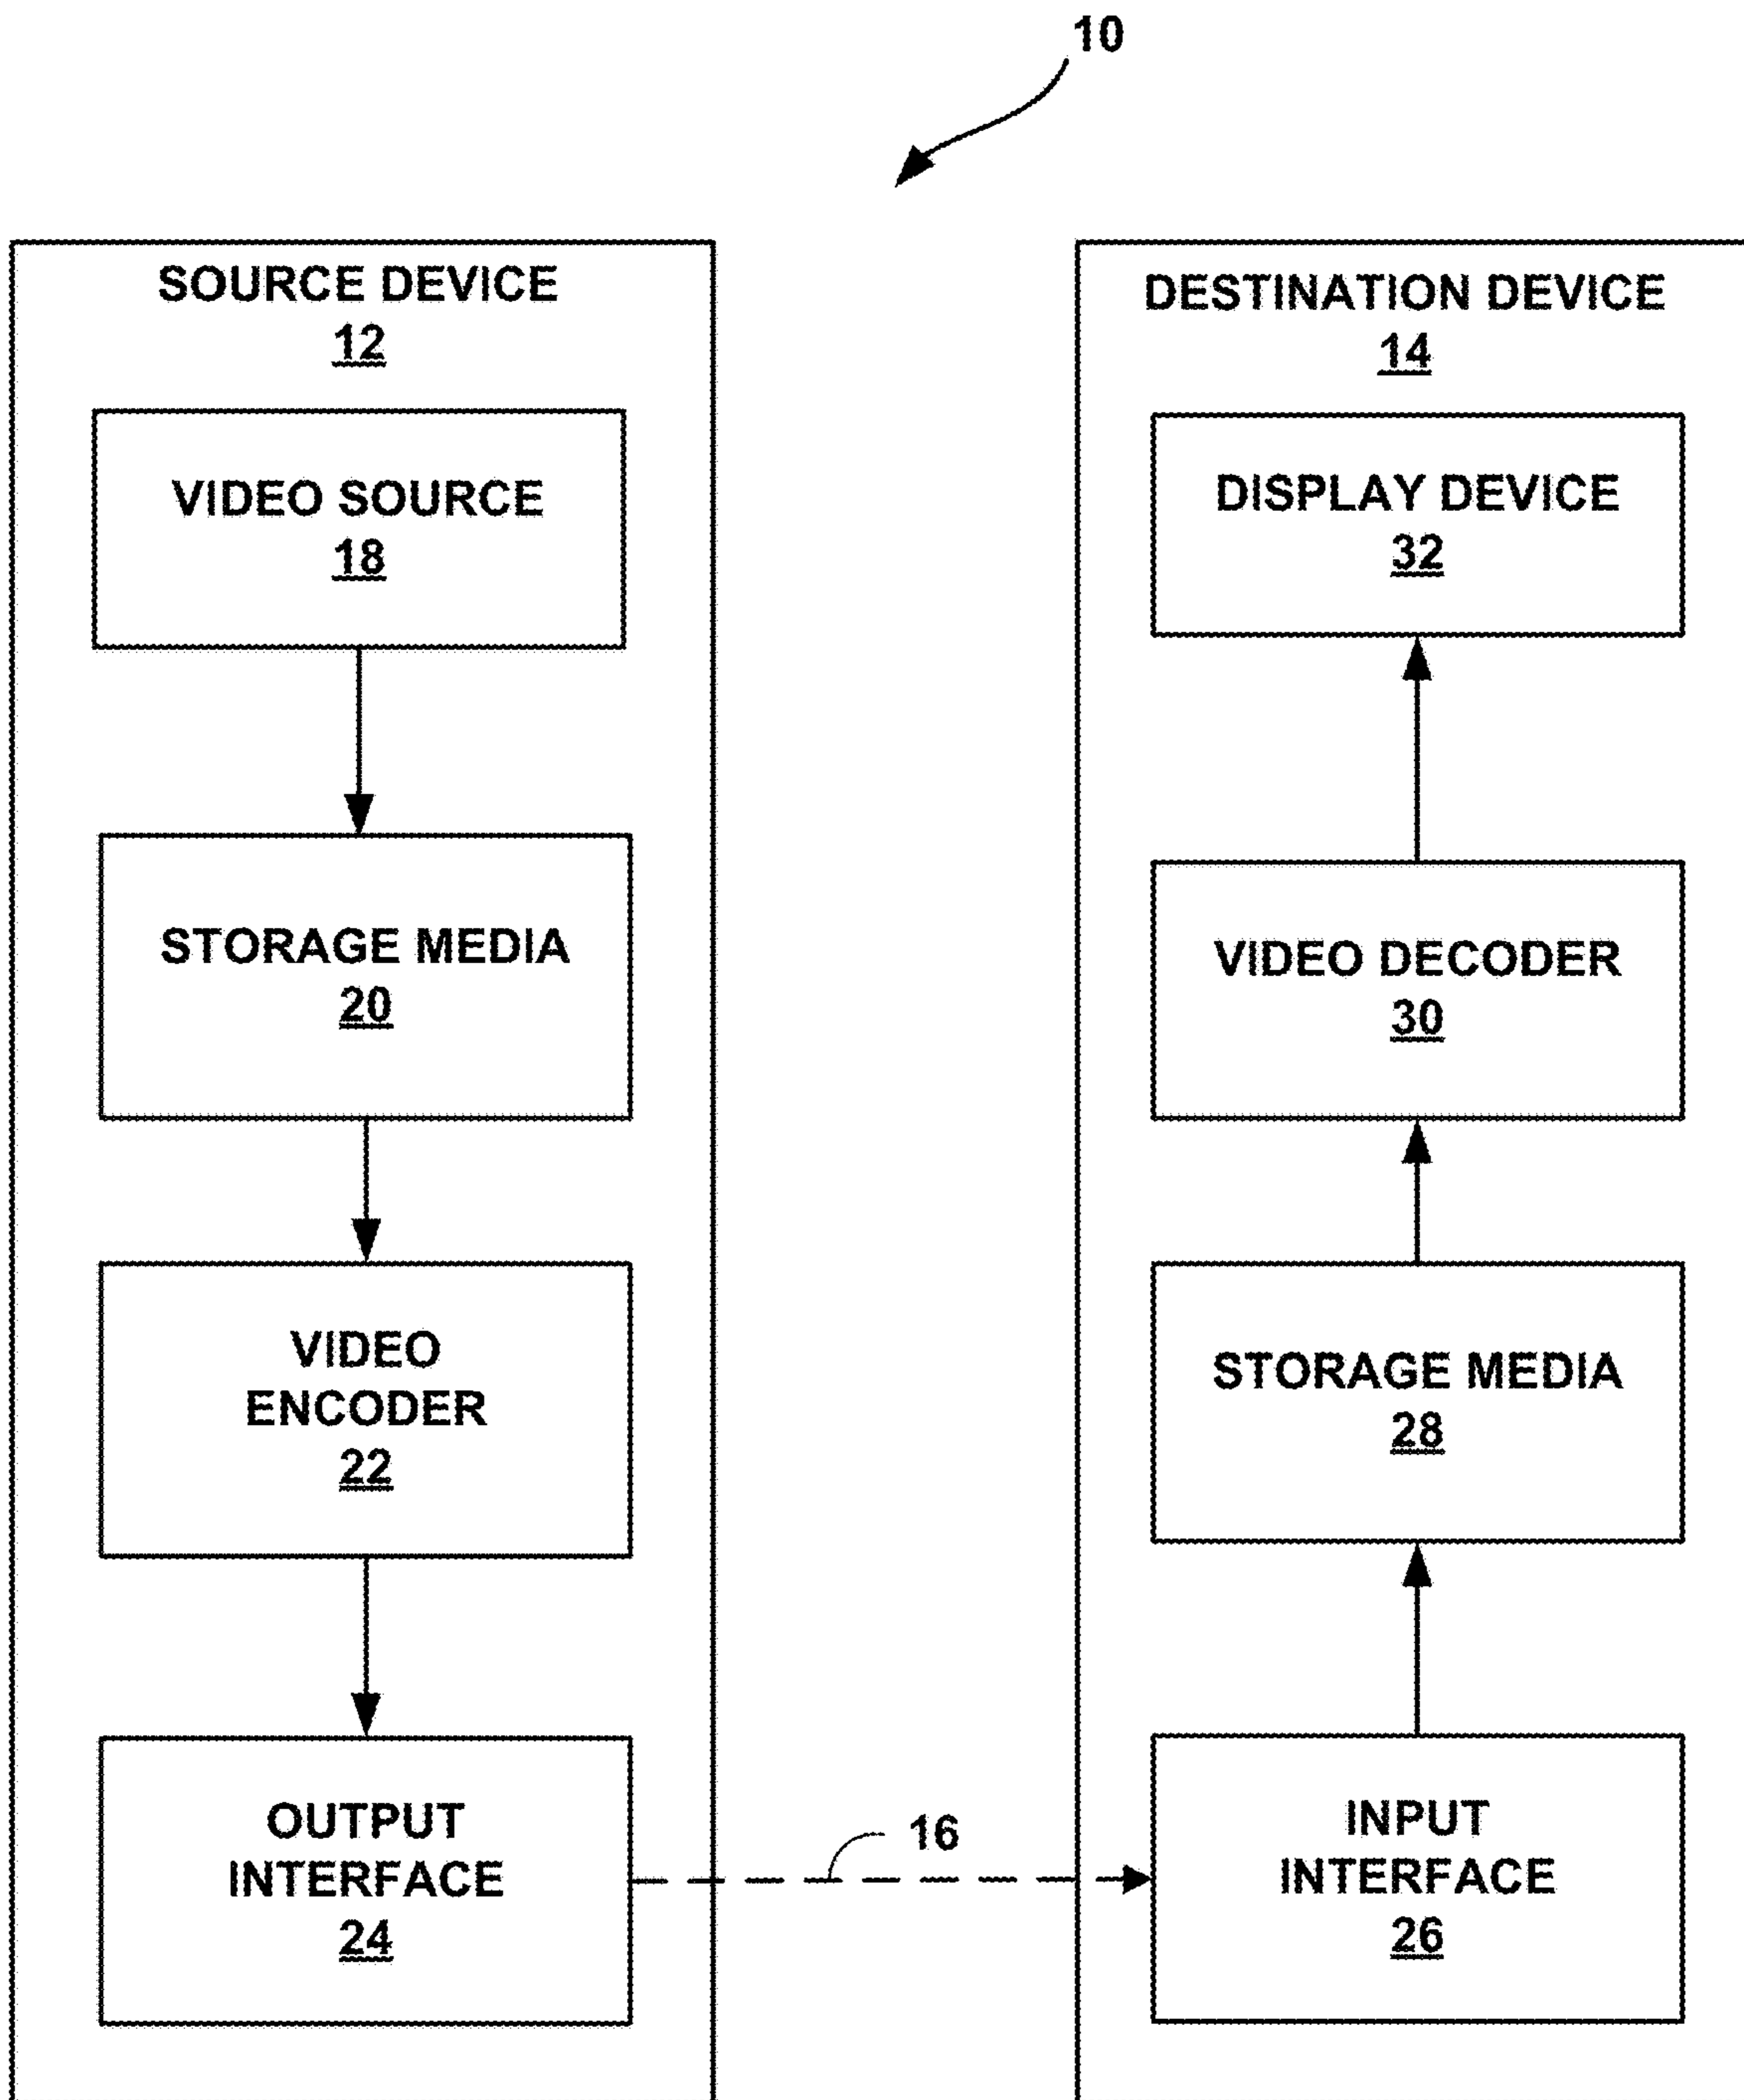 10
SOURCE DEVICE
12
VIDEO SOURCE
18
STORAGE MEDIA
20
VIDEO
ENCODER
22
OUTPUT
INTERFACE
24
16
DESTINATION DEVICE
14
DISPLAY DEVICE
32
VIDEO DECODER
30
STORAGE MEDIA
28
INPUT
INTERFACE
26